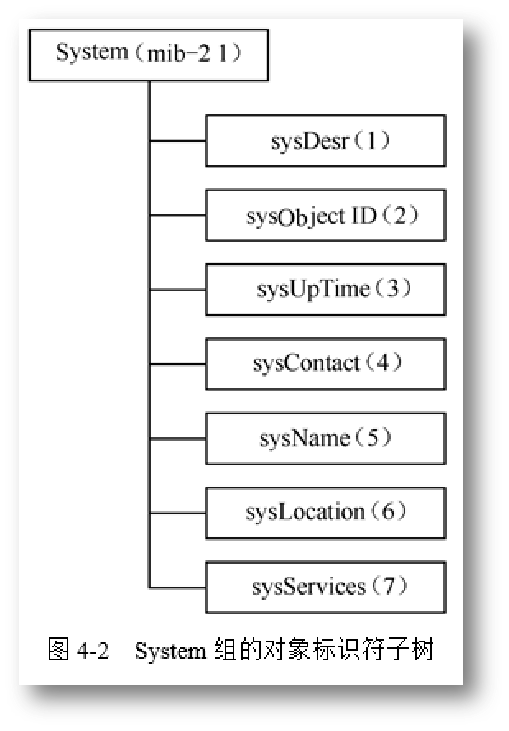 System（mib-2 1）
sysDesr（1）
sysObject ID（2）
sysUpTime（3）
sysContact（4）
sysName（5）
sysLocation（6）
sysServices（7）
图 4-2 System 组的对象标识符子树